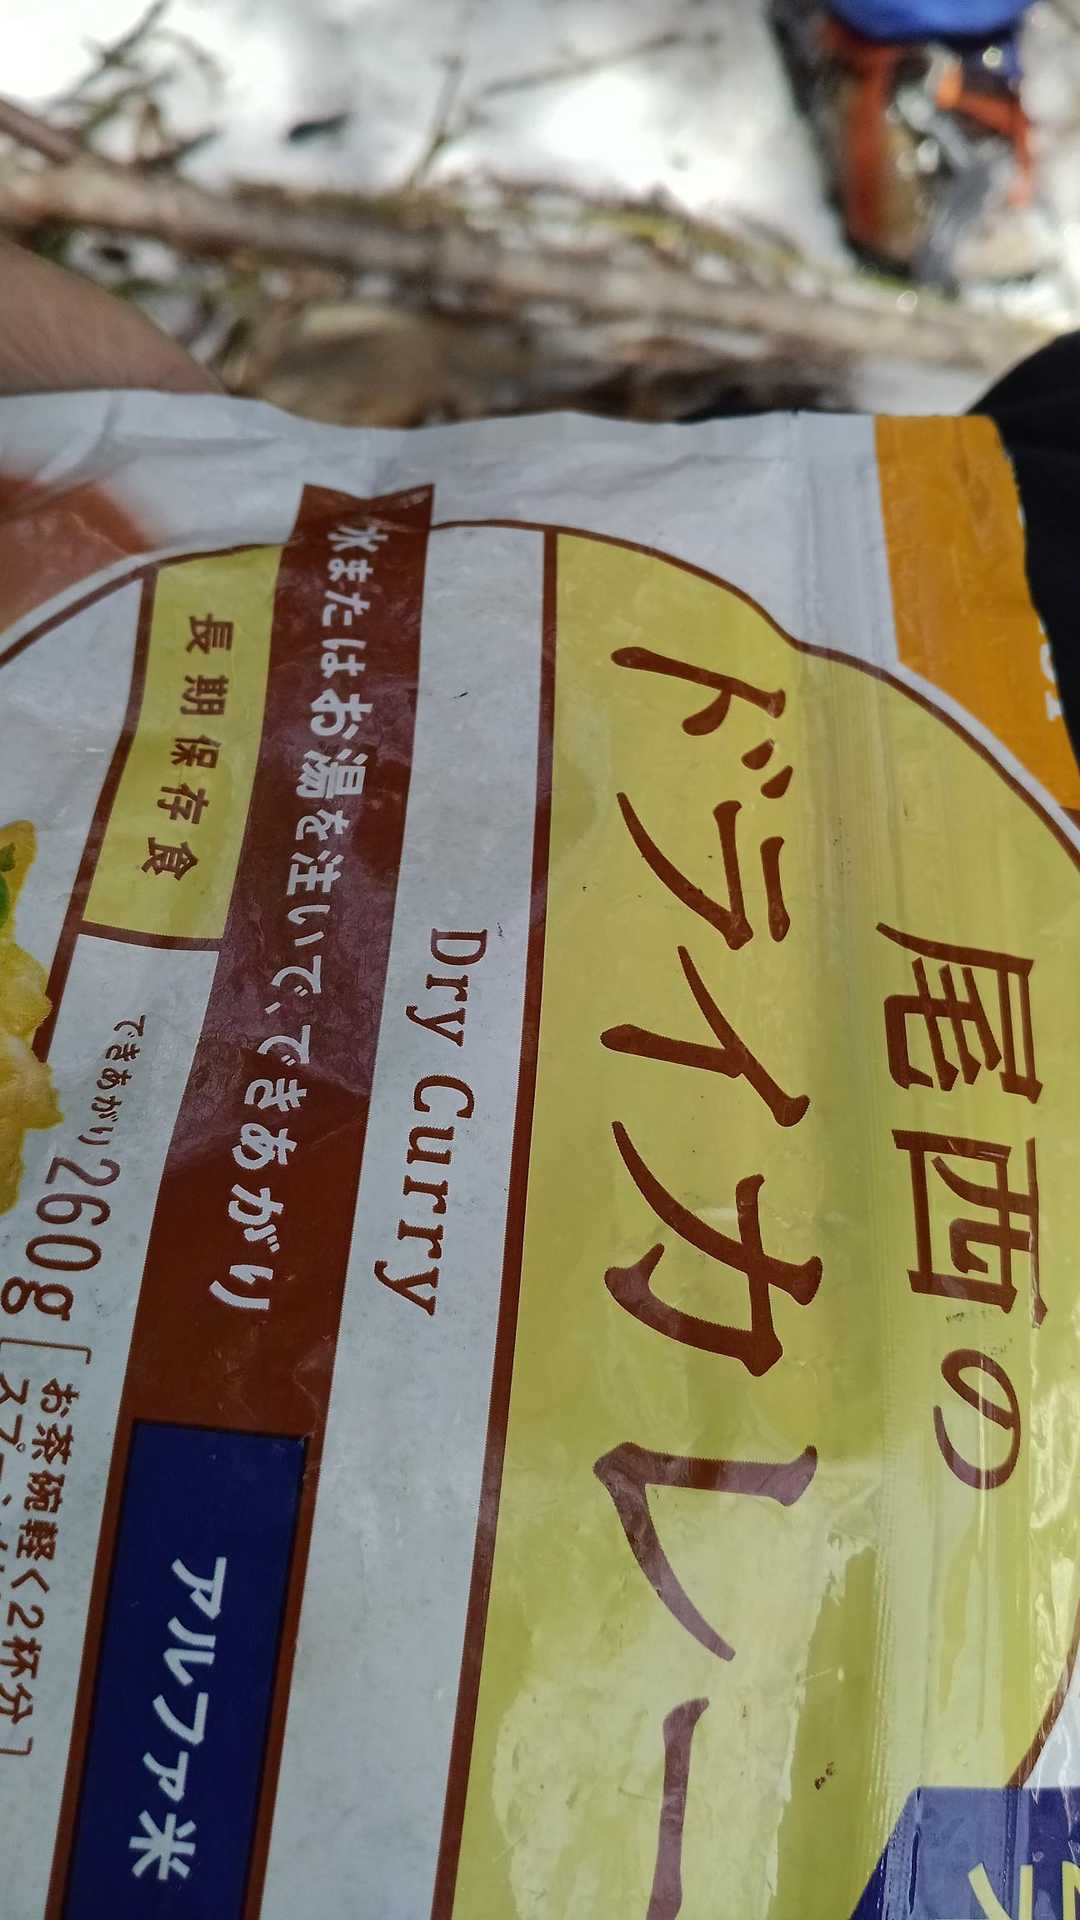 尾西の
ドライカレー
Dry Curry
水またはお湯を注いで、できあがり
長期保存食
アルファ米
できあがり260g
お茶碗軽く2杯分